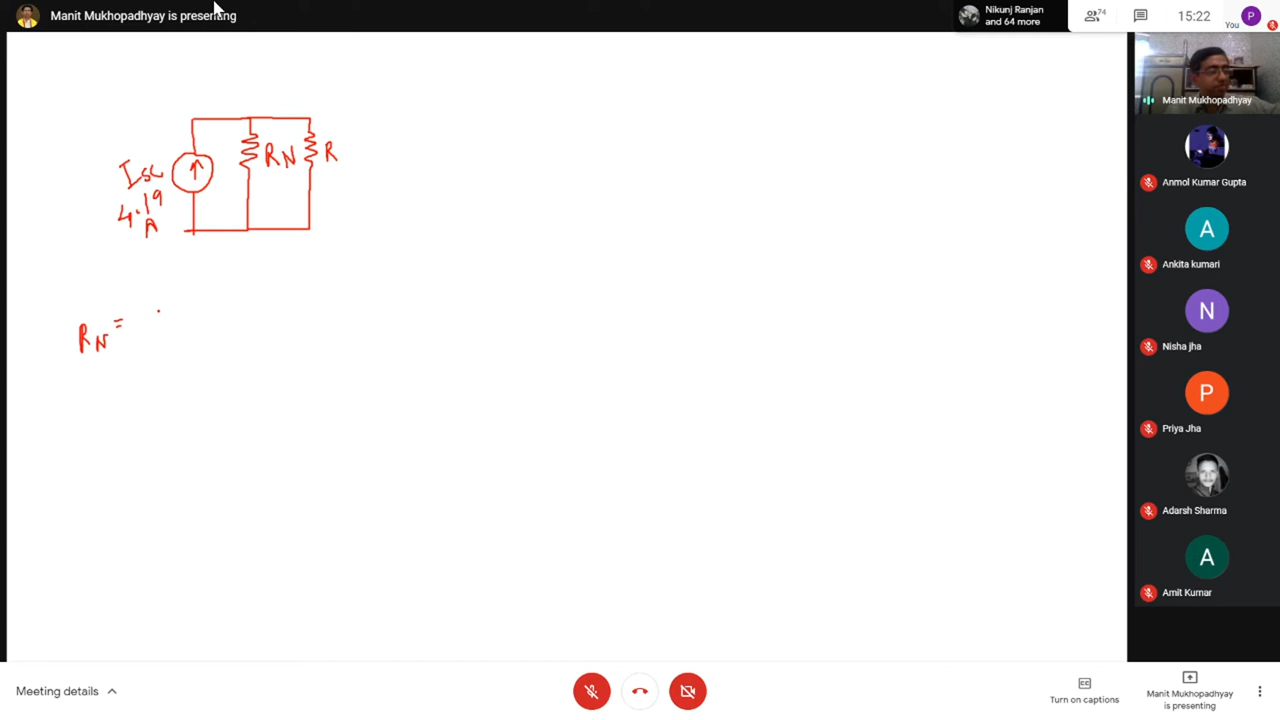 Manit Mukhopadhyay is presenting
Nikunj Ranjan
and 64 more
74
15:22
You
P
Manit Mukhopadhyay
Isc
4.19
A
RN
R
RN =
Anmol Kumar Gupta
A
Ankita kumari
N
Nisha jha
P
Priya Jha
Adarsh Sharma
A
Amit Kumar
Meeting details
CC
Turn on captions
Manit Mukhopadhyay
is presenting